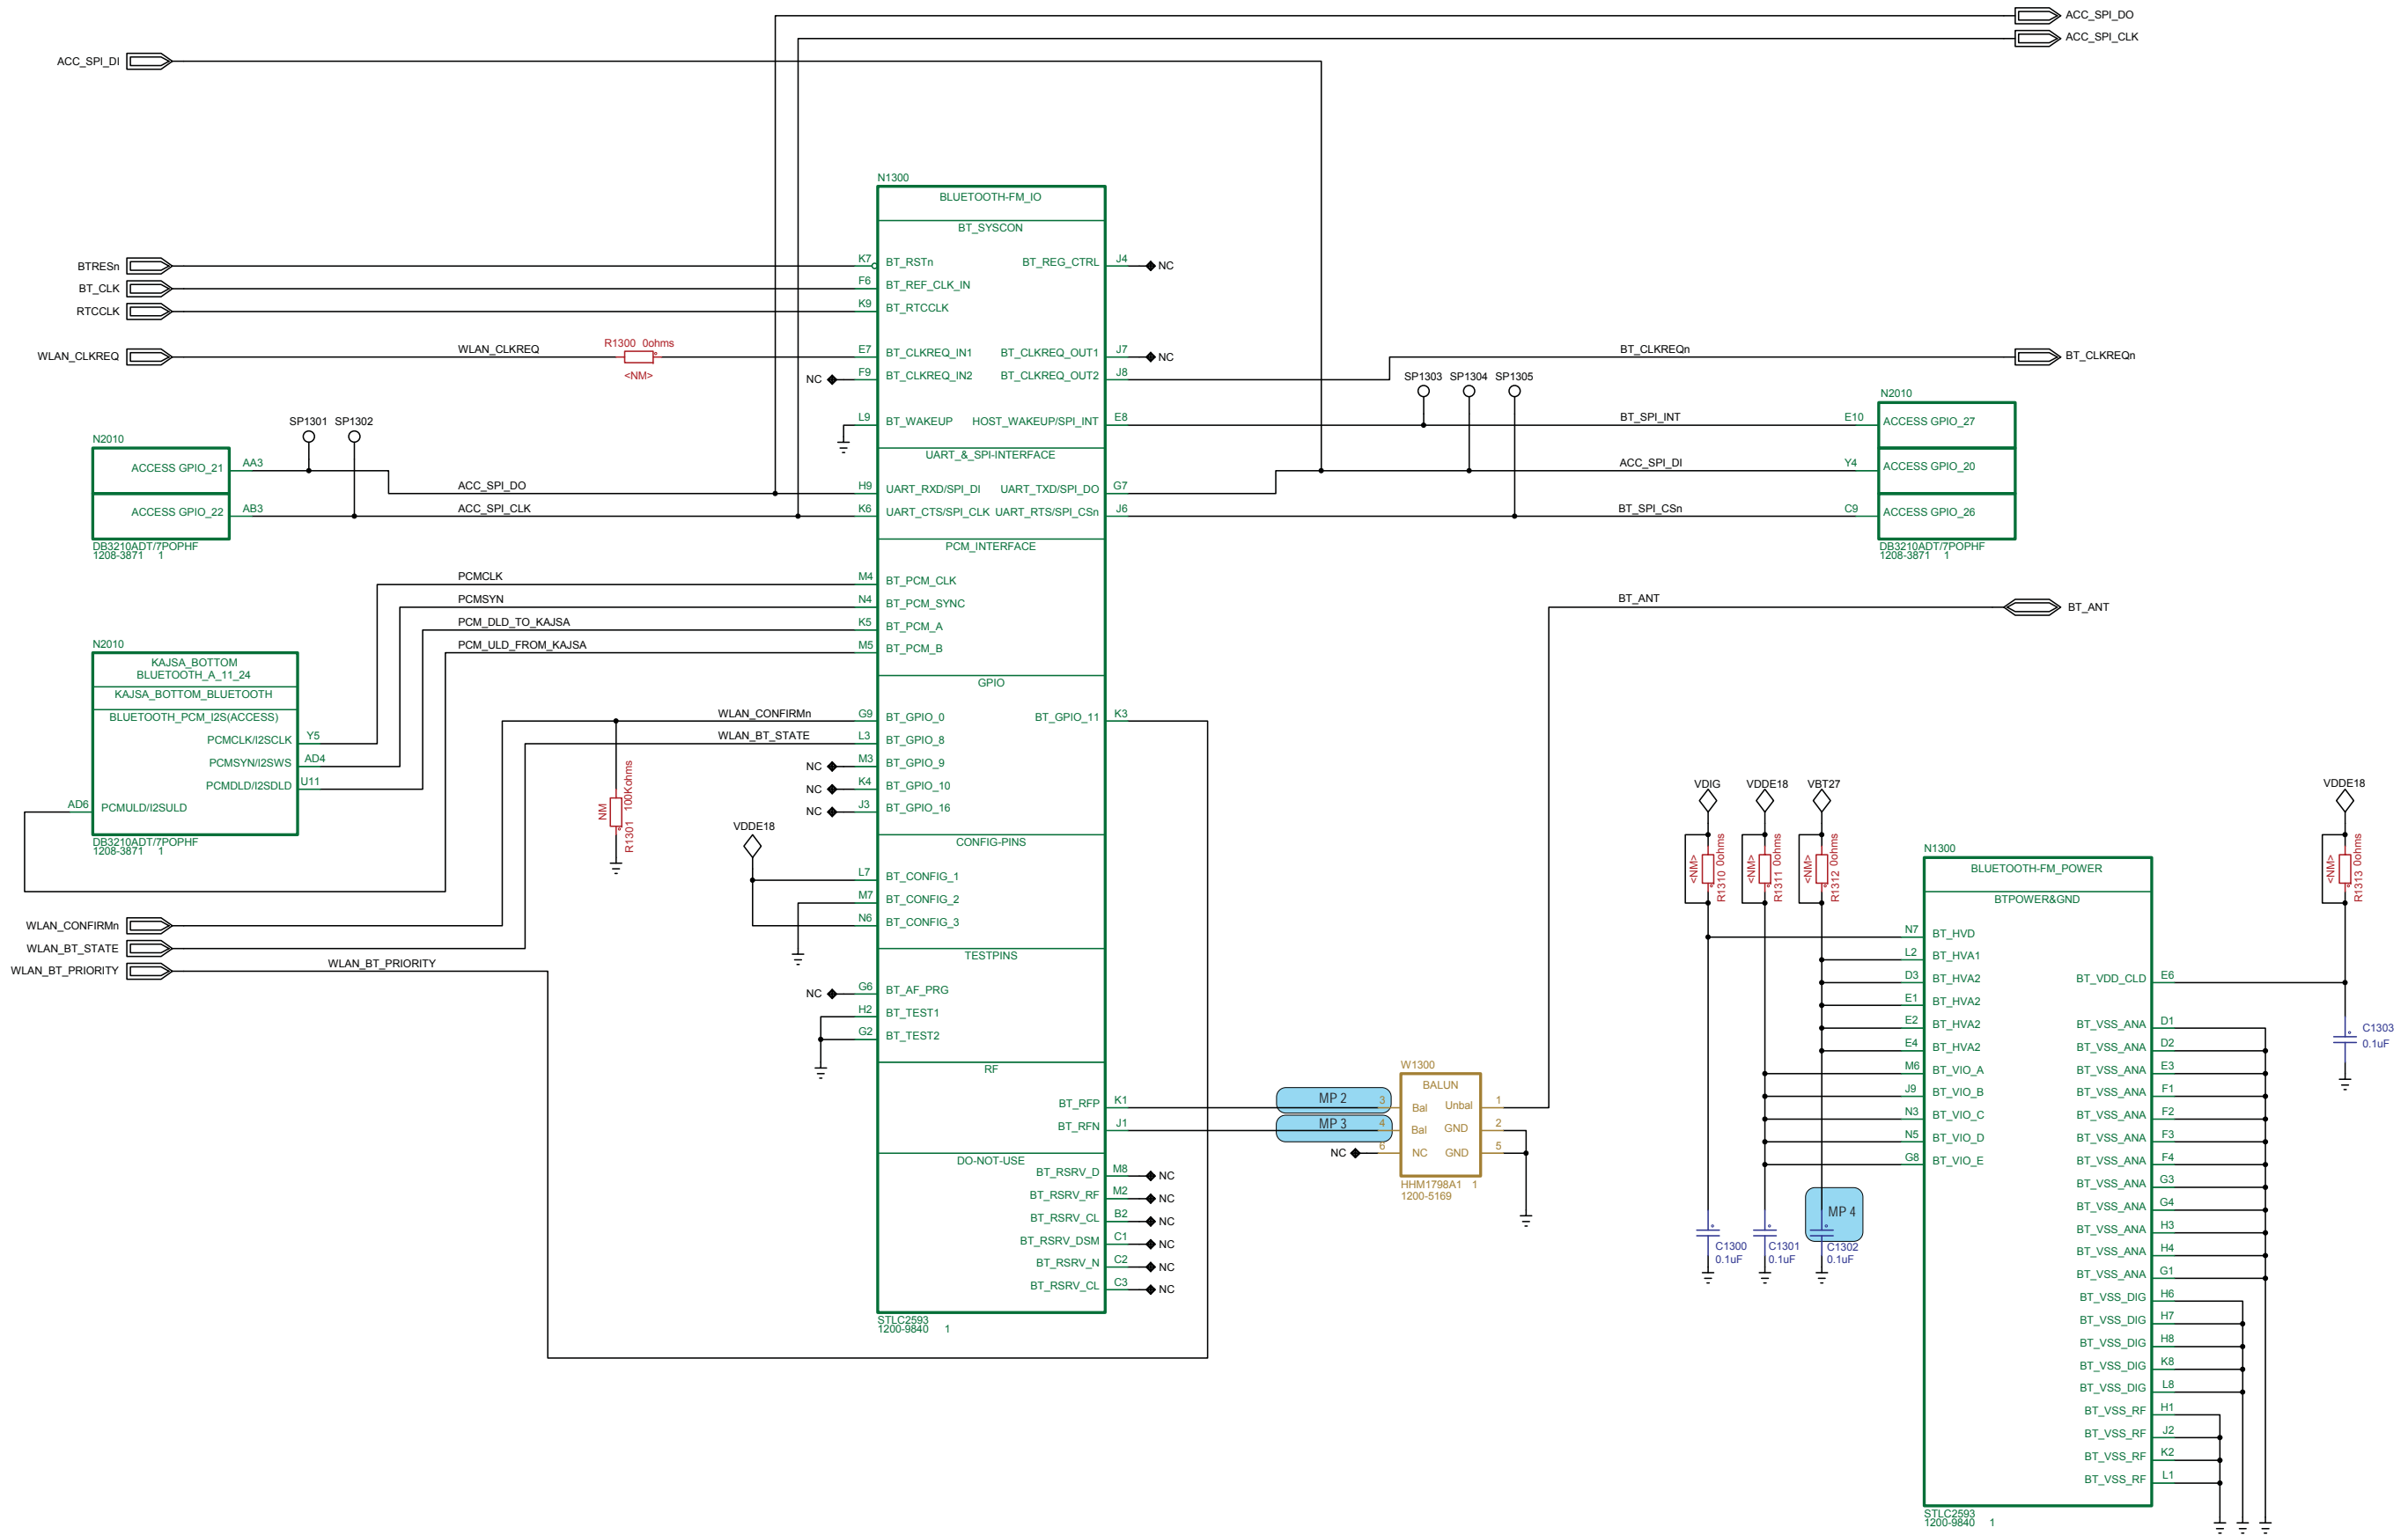 ACC_SPI_DO
ACC_SPI_CLK
ACC_SPI_DI
N1300
BLUETOOTH-FM_IO
BT_SYSCON
BTRESn
K7
BT_RSTn
BT_REG_CTRL
J4
NC
BT_CLK
F6
BT_REF_CLK_IN
RTCCLK
K9
BT_RTCCLK
WLAN_CLKREQ
WLAN_CLKREQ
R1300 0ohms
<NM>
E7
BT_CLKREQ_IN1
BT_CLKREQ_OUT1
J7
NC
BT_CLKREQn
BT_CLKREQn
NC
F9
BT_CLKREQ_IN2
BT_CLKREQ_OUT2
J8
SP1303
SP1304
SP1305
L9
BT_WAKEUP
HOST_WAKEUP/SPI_INT
E8
BT_SPI_INT
N2010
E10
ACCESS GPIO_27
SP1301
SP1302
N2010
ACCESS GPIO_21
AA3
UART_&_SPI-INTERFACE
ACC_SPI_DI
Y4
ACCESS GPIO_20
ACC_SPI_DO
H9
UART_RXD/SPI_DI
UART_TXD/SPI_DO
G7
ACCESS GPIO_22
AB3
ACC_SPI_CLK
K6
UART_CTS/SPI_CLK
UART_RTS/SPI_CSn
J6
BT_SPI_CSn
C9
ACCESS GPIO_26
DB3210ADT/7POPHF
1208-3871 1
DB3210ADT/7POPHF
1208-3871 1
PCM_INTERFACE
PCMCLK
M4
BT_PCM_CLK
PCMSYN
N4
BT_PCM_SYNC
BT_ANT
BT_ANT
PCM_DLD_TO_KAJSA
K5
BT_PCM_A
PCM_ULD_FROM_KAJSA
M5
BT_PCM_B
N2010
KAJSA_BOTTOM
BLUETOOTH_A_11_24
KAJSA_BOTTOM_BLUETOOTH
BLUETOOTH_PCM_I2S(ACCESS)
PCMCLK/I2SCLK
Y5
PCMSYN/I2SWS
AD4
PCMDLD/I2SDLD
U11
AD6
PCMULD/I2SULD
DB3210ADT/7POPHF
1208-3871 1
GPIO
WLAN_CONFIRMn
G9
BT_GPIO_0
BT_GPIO_11
K3
WLAN_BT_STATE
L3
BT_GPIO_8
NC
M3
BT_GPIO_9
NC
K4
BT_GPIO_10
NC
J3
BT_GPIO_16
NM
R1301 100Kohms
VDDE18
CONFIG-PINS
L7
BT_CONFIG_1
M7
BT_CONFIG_2
N6
BT_CONFIG_3
WLAN_CONFIRMn
WLAN_BT_STATE
WLAN_BT_PRIORITY
WLAN_BT_PRIORITY
TESTPINS
NC
G6
BT_AF_PRG
H2
BT_TEST1
G2
BT_TEST2
RF
BT_RFP
K1
BT_RFN
J1
MP 2
MP 3
W1300
BALUN
3
Bal
Unbal
1
4
Bal
GND
2
NC
6
NC
GND
5
HHM1798A1 1
1200-5169
DO-NOT-USE
BT_RSRV_D
M8
NC
BT_RSRV_RF
M2
NC
BT_RSRV_CL
B2
NC
BT_RSRV_DSM
C1
NC
BT_RSRV_N
C2
NC
BT_RSRV_CL
C3
NC
STLC2593
1200-9840 1
VDIG
VDDE18
VBT27
VDDE18
<NM>
R1310 0ohms
<NM>
R1311 0ohms
<NM>
R1312 0ohms
<NM>
R1313 0ohms
N1300
BLUETOOTH-FM_POWER
BTPOWER&GND
N7
BT_HVD
L2
BT_HVA1
D3
BT_HVA2
BT_VDD_CLD
E6
E1
BT_HVA2
E2
BT_HVA2
BT_VSS_ANA
D1
E4
BT_HVA2
BT_VSS_ANA
D2
M6
BT_VIO_A
BT_VSS_ANA
E3
J9
BT_VIO_B
BT_VSS_ANA
F1
N3
BT_VIO_C
BT_VSS_ANA
F2
N5
BT_VIO_D
BT_VSS_ANA
F3
G8
BT_VIO_E
BT_VSS_ANA
F4
BT_VSS_ANA
G3
BT_VSS_ANA
G4
BT_VSS_ANA
H3
BT_VSS_ANA
H4
BT_VSS_ANA
G1
BT_VSS_DIG
H6
BT_VSS_DIG
H7
BT_VSS_DIG
H8
BT_VSS_DIG
K8
BT_VSS_DIG
L8
BT_VSS_RF
H1
BT_VSS_RF
J2
BT_VSS_RF
K2
BT_VSS_RF
L1
C1303
0.1uF
MP 4
C1300
0.1uF
C1301
0.1uF
C1302
0.1uF
STLC2593
1200-9840 1